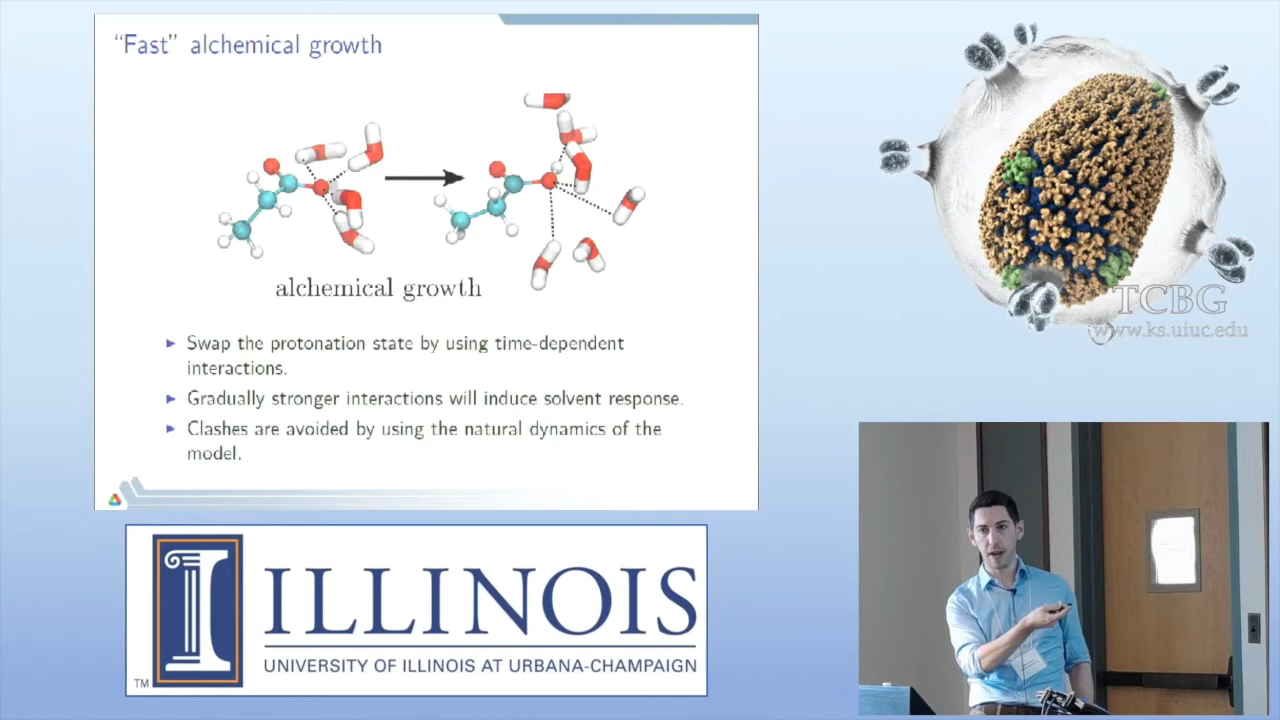 “Fast” alchemical growth
alchemical growth
▶ Swap the protonation state by using time-dependent
interactions.
▶ Gradually stronger interactions will induce solvent response.
▶ Clashes are avoided by using the natural dynamics of the
model.
TCBG
www.ks.uiuc.edu
ILLINOIS
UNIVERSITY OF ILLINOIS AT URBANA-CHAMPAIGN
TM